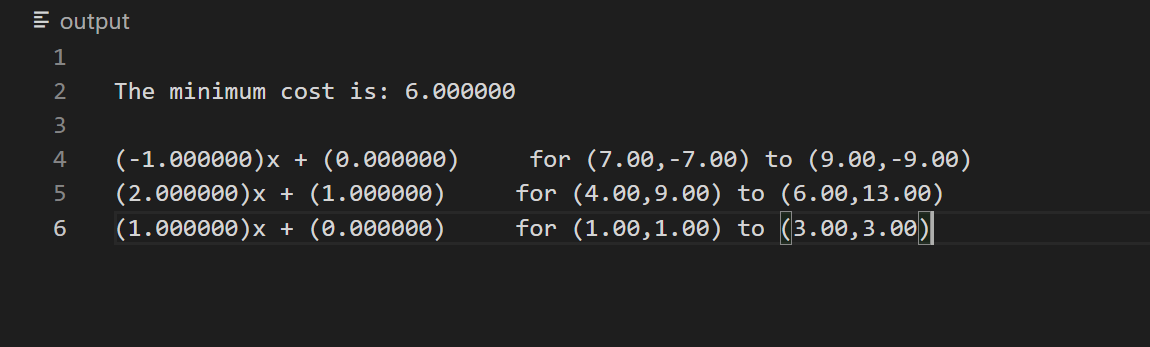 output
1
2 The minimum cost is: 6.000000
3
4 (-1.000000)x + (0.000000) for (7.00,-7.00) to (9.00,-9.00)
5 (2.000000)x + (1.000000) for (4.00,9.00) to (6.00,13.00)
6 (1.000000)x + (0.000000) for (1.00,1.00) to (3.00,3.00)